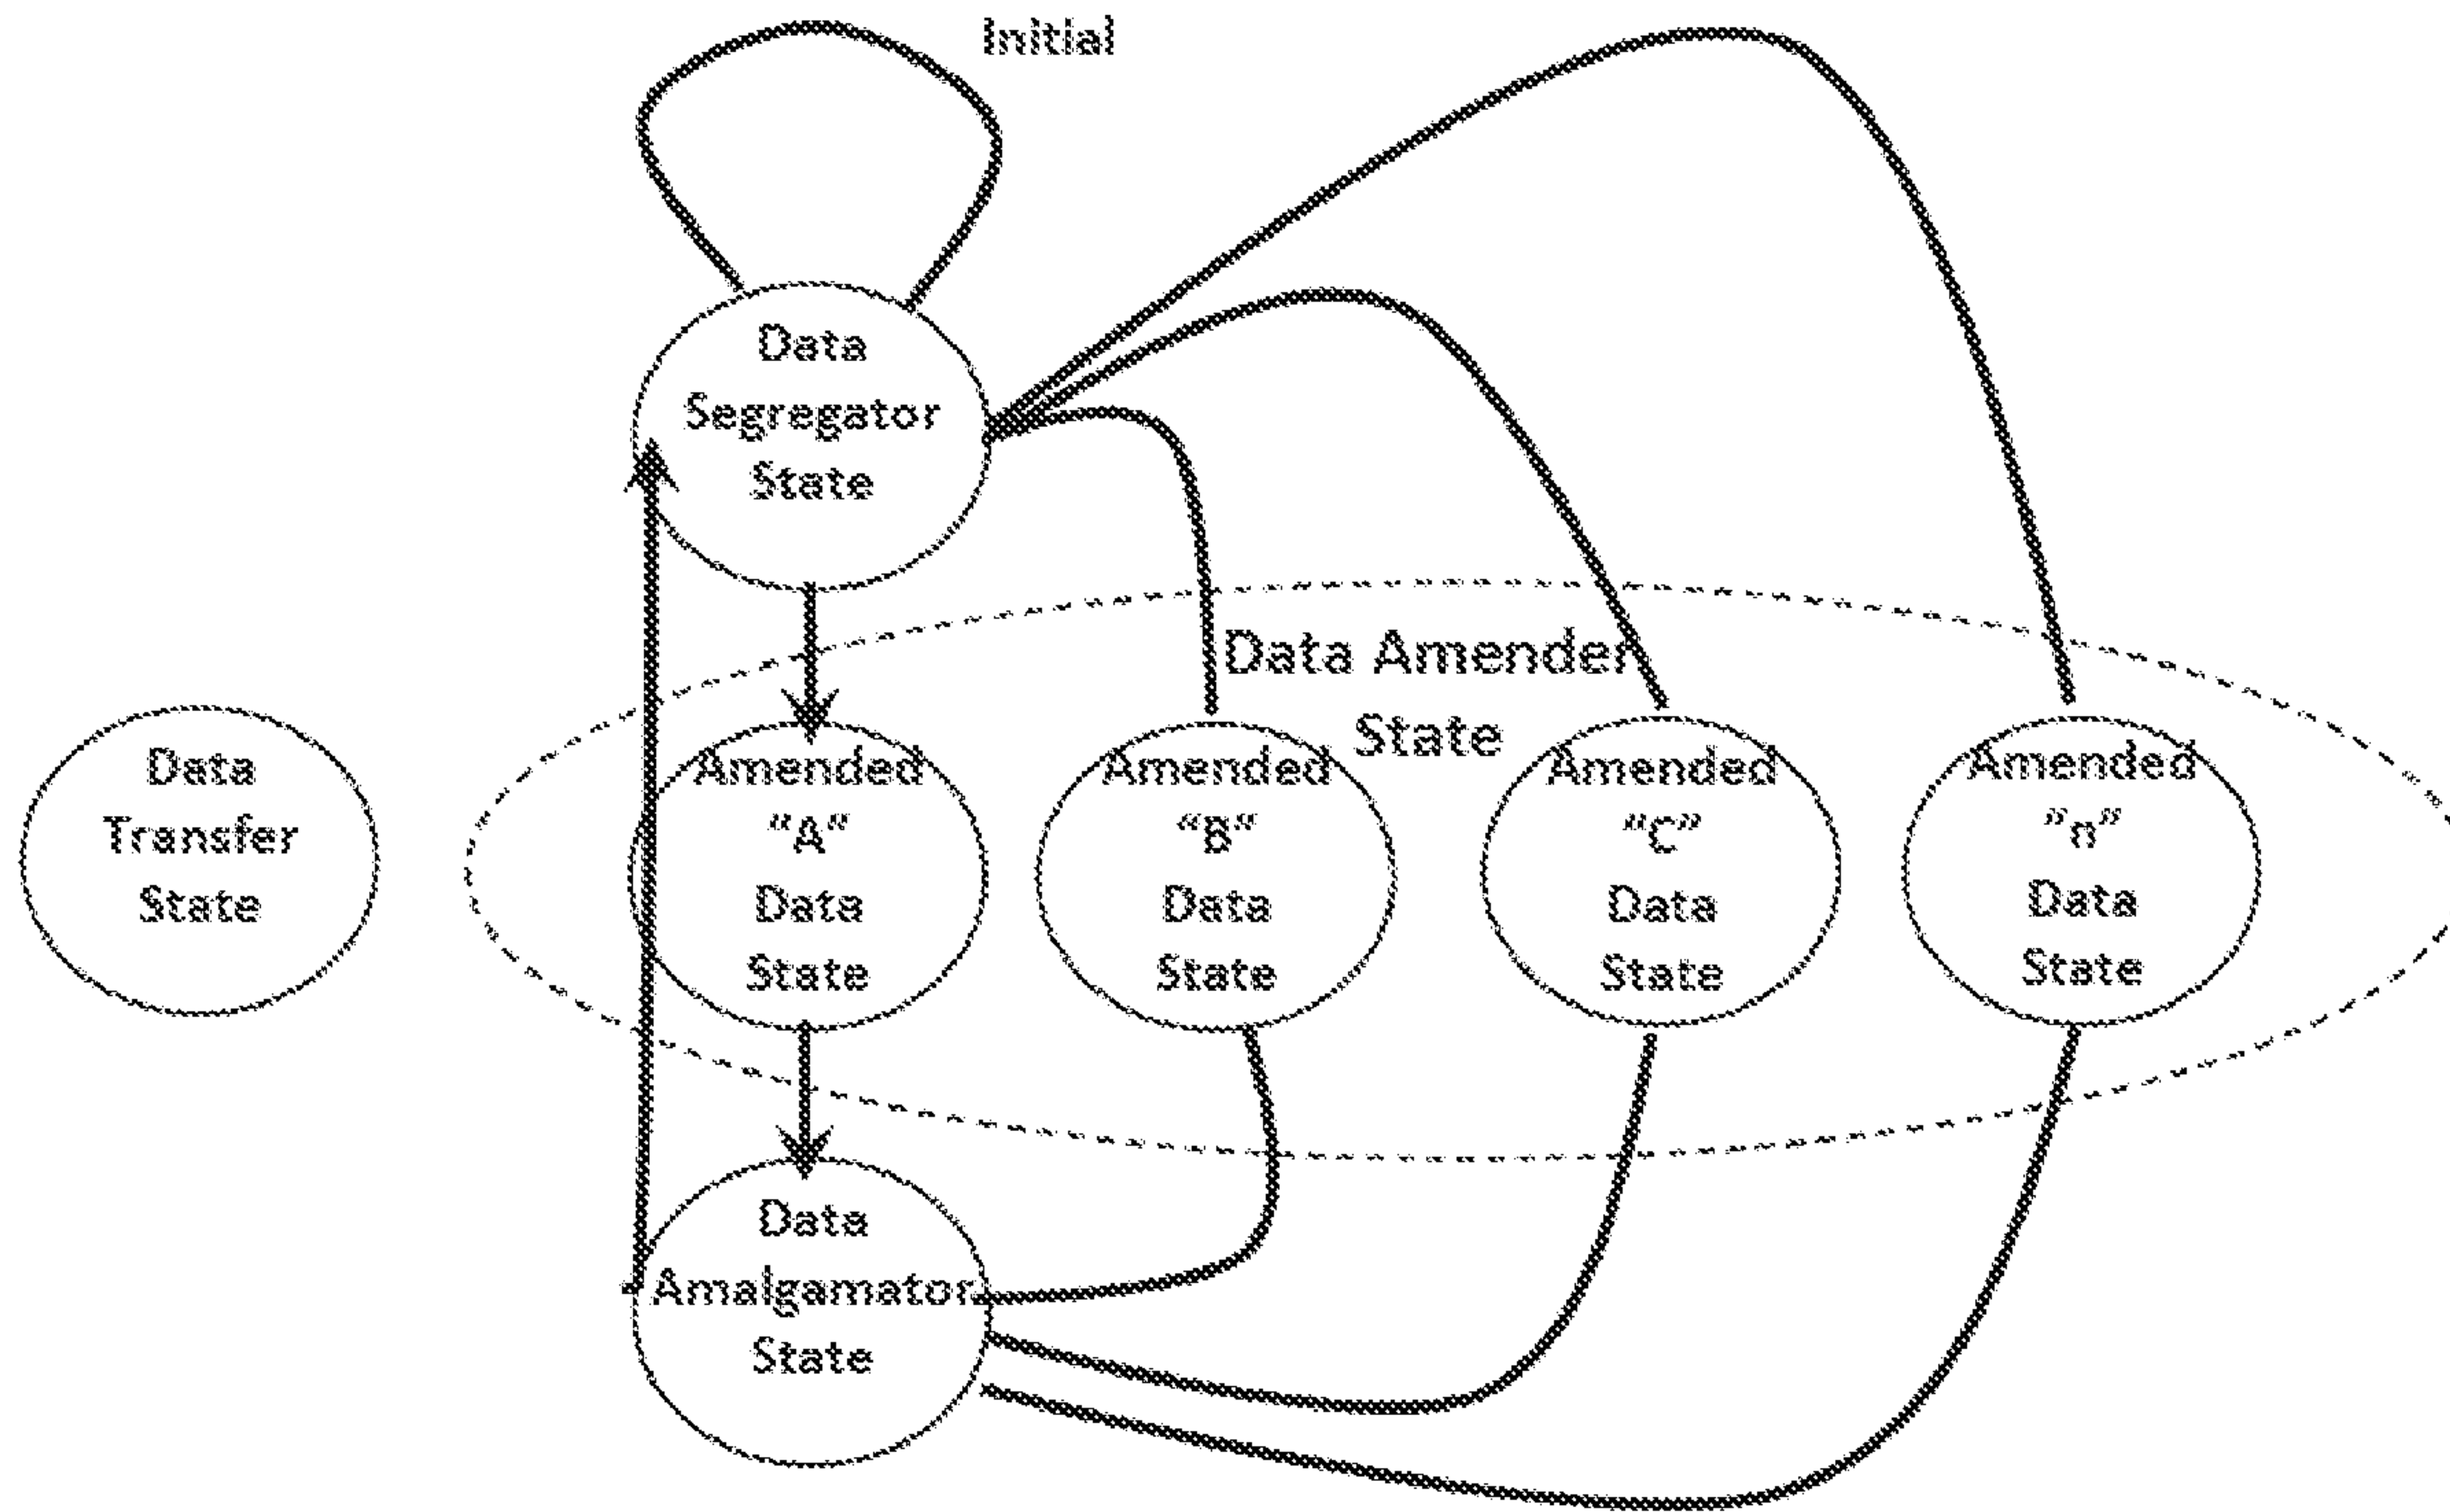 Initial
Data
Segregator
State
Data Amender
State
Data
Transfer
State
Amended
“A”
Data
State
Amended
“B”
Data
State
Amended
“C”
Data
State
Amended
”n”
Data
State
Data
Amalgamator
State